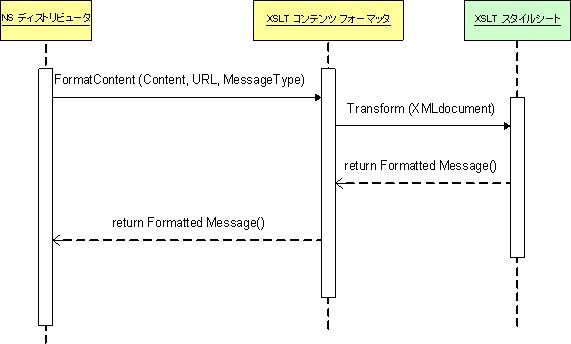 NS ディストリビュータ
XSLT コンテンツ フォーマッタ
XSLT スタイルシート
FormatContent (Content, URL, MessageType)
Transform (XMLdocument)
return Formatted Message()
return Formatted Message()